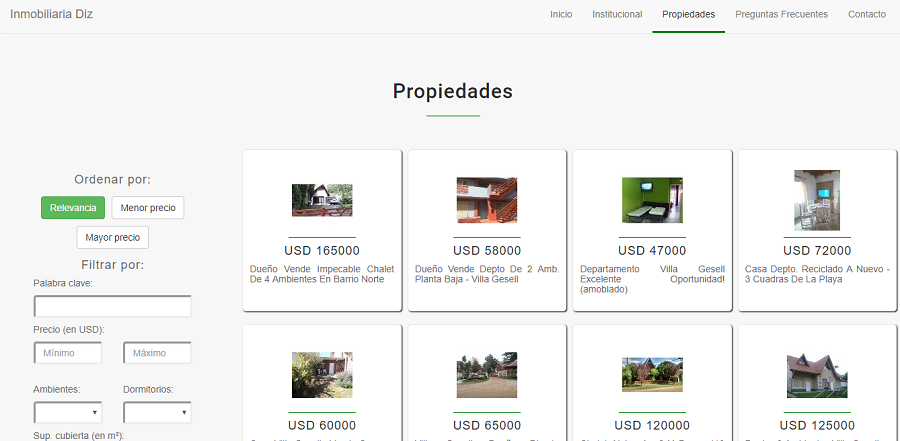 Inmobiliaria Diz
Inicio
Institucional
Propiedades
Preguntas Frecuentes
Contacto
Propiedades
Ordenar por:
Relevancia
Menor precio
Mayor precio
Filtrar por:
Palabra clave:
Precio (en USD):
Mínimo
Máximo
Ambientes:
Dormitorios:
Sup. cubierta (en m²):
USD 165000
Dueño Vende Impecable Chalet
De 4 Ambientes En Barrio Norte
USD 58000
Dueño Vende Depto De 2 Amb.
Planta Baja - Villa Gesell
USD 47000
Departamento Villa Gesell
Excelente Oportunidad!
(amoblado)
USD 72000
Casa Depto. Reciclado A Nuevo -
3 Cuadras De La Playa
USD 60000
USD 65000
USD 120000
USD 125000